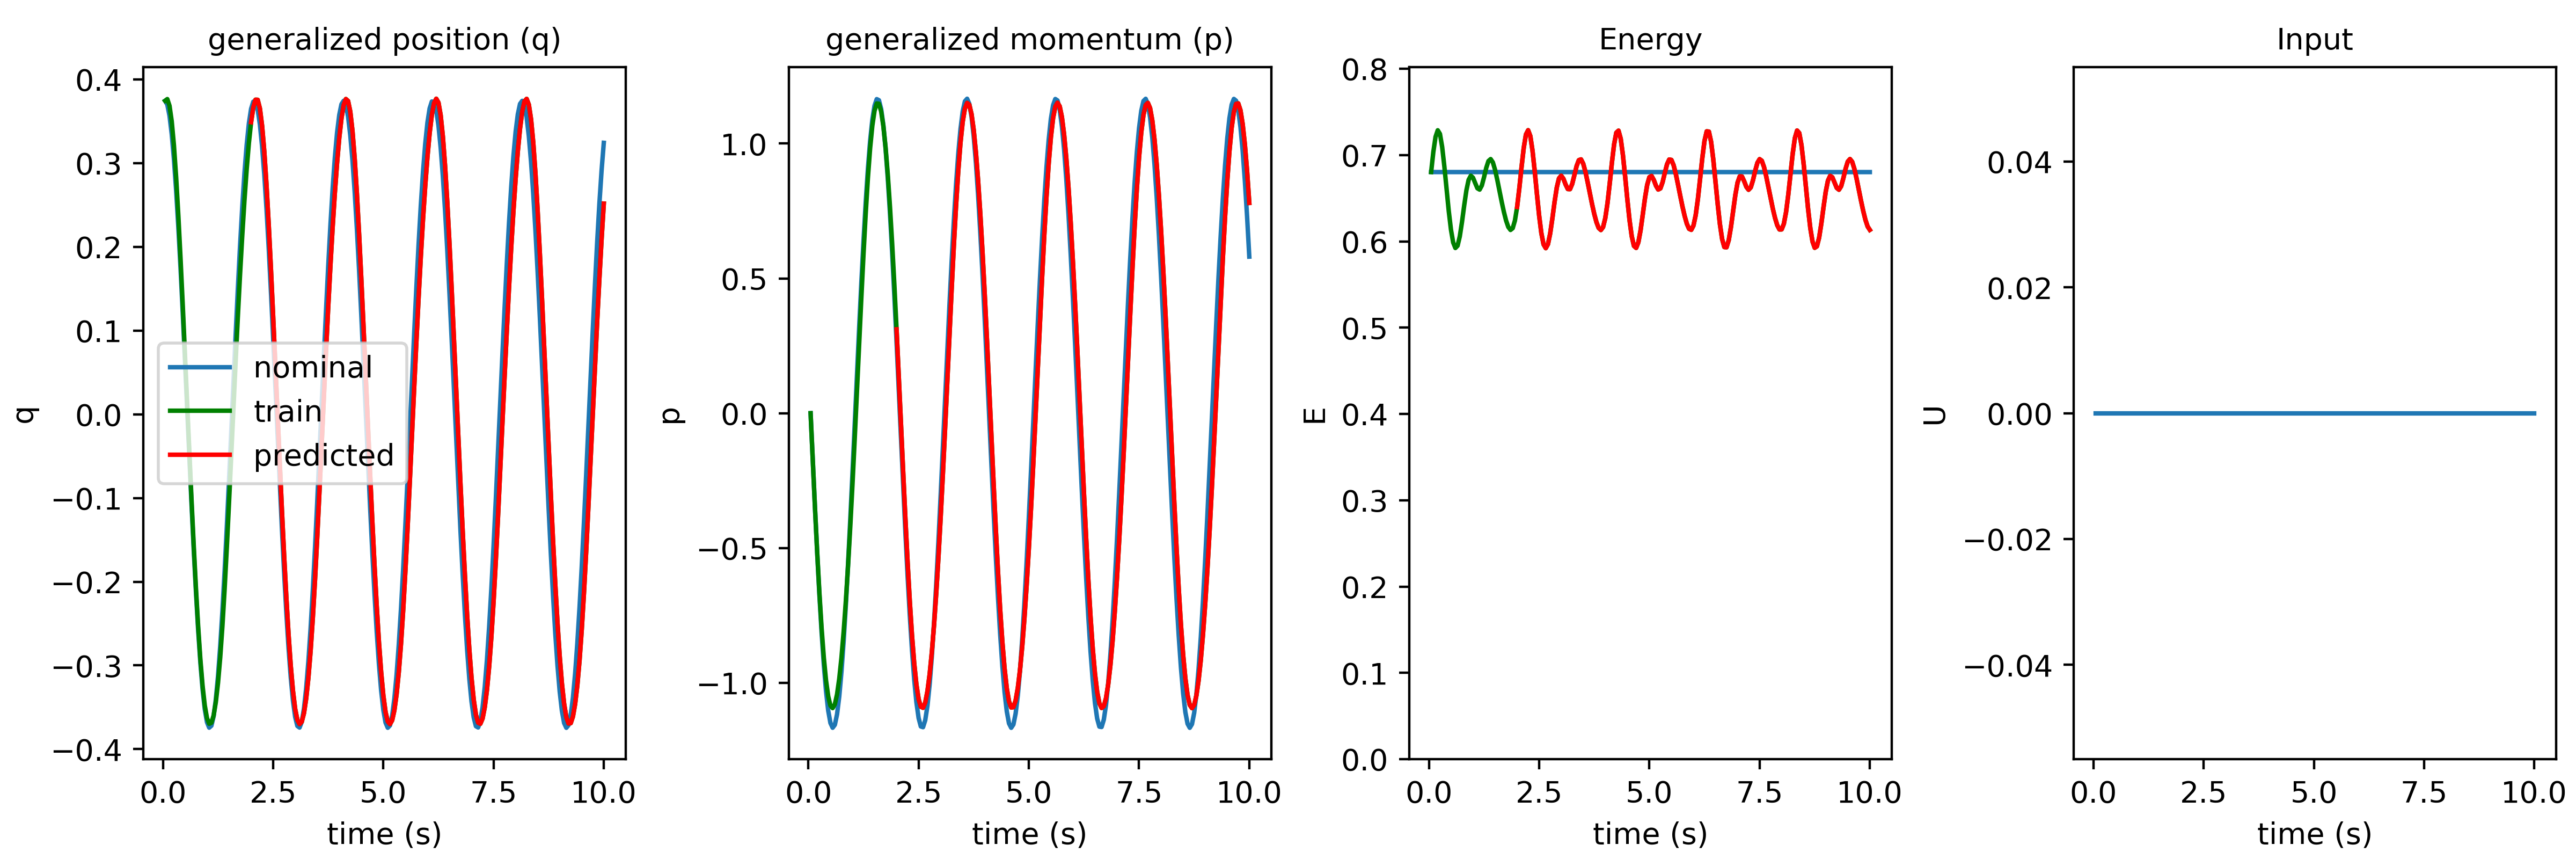 generalized position (q)
0.4
0.3
0.2
0.1
0.0
−0.1
−0.2
−0.3
−0.4
q
nominal
train
predicted
0.0 2.5 5.0 7.5 10.0
time (s)
generalized momentum (p)
1.0
0.5
0.0
−0.5
−1.0
p
0.0 2.5 5.0 7.5 10.0
time (s)
Energy
0.8
0.7
0.6
0.5
0.4
0.3
0.2
0.1
0.0
E
0.0 2.5 5.0 7.5 10.0
time (s)
Input
0.04
0.02
0.00
−0.02
−0.04
U
0.0 2.5 5.0 7.5 10.0
time (s)